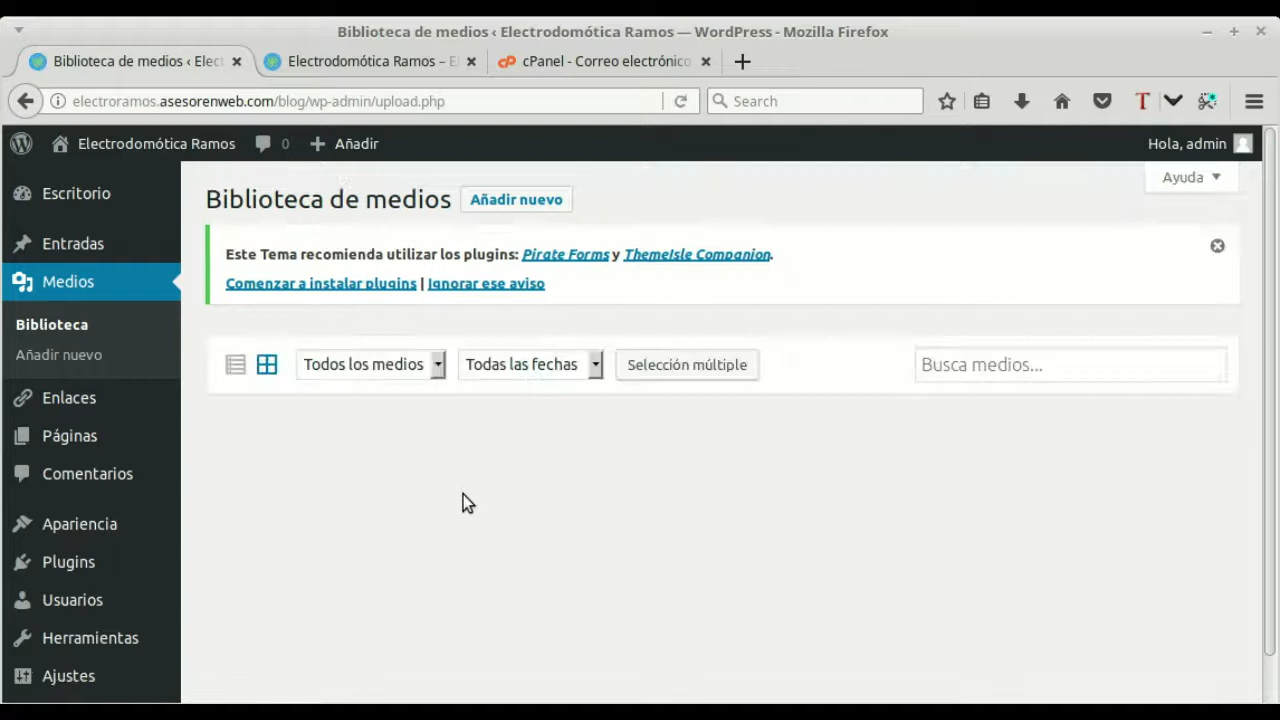 Biblioteca de medios ‹ Electrodomótica Ramos — WordPress - Mozilla Firefox
Biblioteca de medios ‹ Elect
Electrodomótica Ramos – E
cPanel - Correo electrónico
electroramos.asesorenweb.com/blog/wp-admin/upload.php
Search
Electrodomótica Ramos
0
Añadir
Hola, admin
Ayuda
Escritorio
Entradas
Medios
Biblioteca
Añadir nuevo
Enlaces
Páginas
Comentarios
Apariencia
Plugins
Usuarios
Herramientas
Ajustes
Biblioteca de medios
Añadir nuevo
Este Tema recomienda utilizar los plugins: Pirate Forms y ThemeIsle Companion.
Comenzar a instalar plugins | Ignorar ese aviso
Todos los medios
Todas las fechas
Selección múltiple
Busca medios...